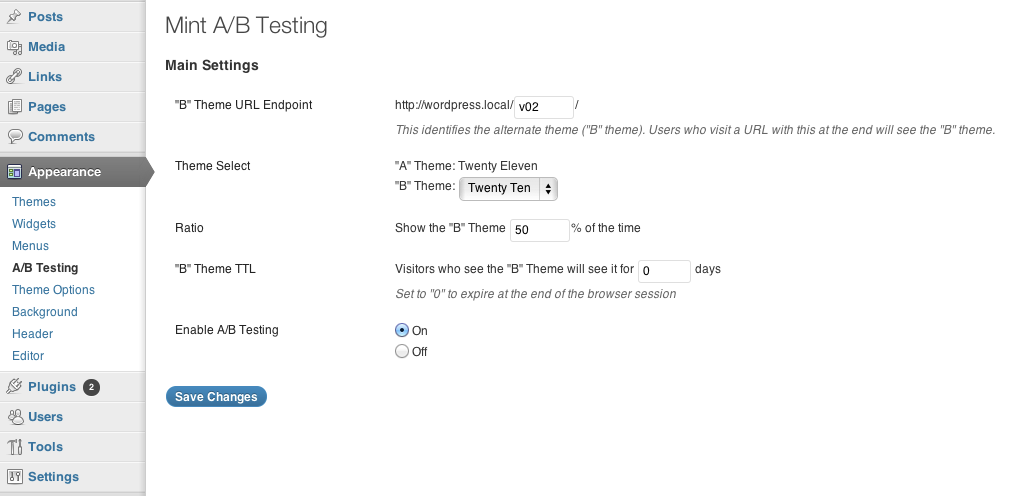 Posts
Media
Links
Pages
Comments
Appearance
Themes
Widgets
Menus
A/B Testing
Theme Options
Background
Header
Editor
Plugins 2
Users
Tools
Settings
Mint A/B Testing
Main Settings
"B" Theme URL Endpoint
http://wordpress.local/ v02 /
This identifies the alternate theme ("B" theme). Users who visit a URL with this at the end will see the "B" theme.
Theme Select
"A" Theme: Twenty Eleven
"B" Theme: Twenty Ten
Ratio
Show the "B" Theme 50 % of the time
"B" Theme TTL
Visitors who see the "B" Theme will see it for 0 days
Set to "0" to expire at the end of the browser session
Enable A/B Testing
On
Off
Save Changes